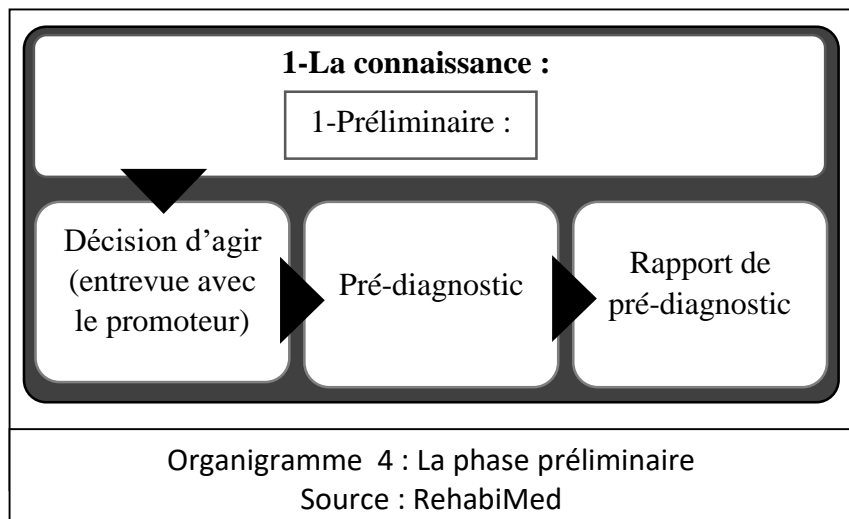 1-La connaissance :
1-Préliminaire :
Décision d’agir
(entrevue avec
le promoteur)
Pré-diagnostic
Rapport de
pré-diagnostic
Organigramme  4 : La phase préliminaire
Source : RehabiMed